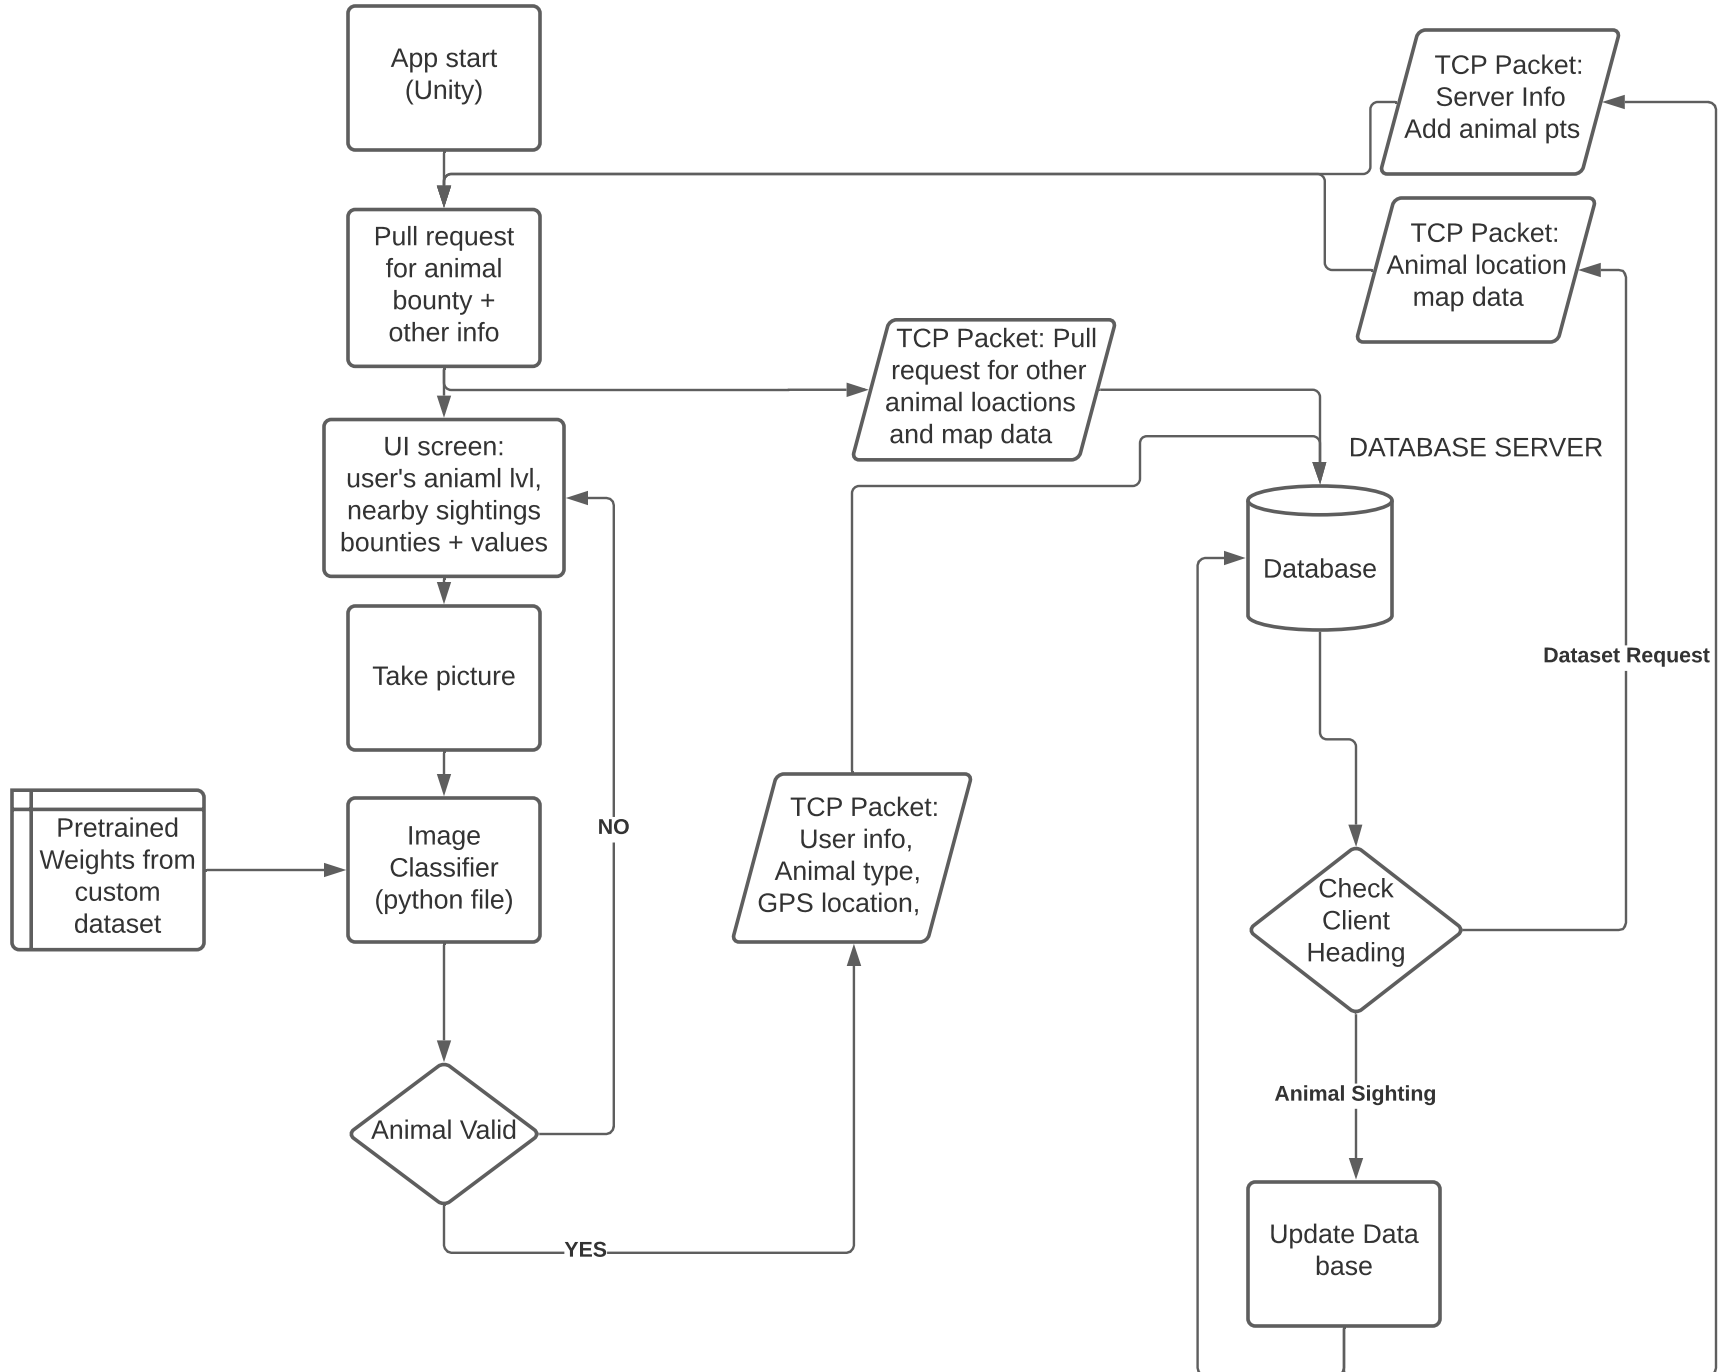 App start
(Unity)
TCP Packet:
Server Info
Add animal pts
Pull request
for animal
bounty +
other info
TCP Packet:
Animal location
map data
TCP Packet: Pull
request for other
animal loactions
and map data
UI screen:
user's aniaml lvl,
nearby sightings
bounties + values
DATABASE SERVER
Database
Dataset Request
Take picture
NO
Pretrained
Weights from
custom
dataset
Image
Classifier
(python file)
TCP Packet:
User info,
Animal type,
GPS location,
Check
Client
Heading
Animal Sighting
Animal Valid
YES
Update Data
base